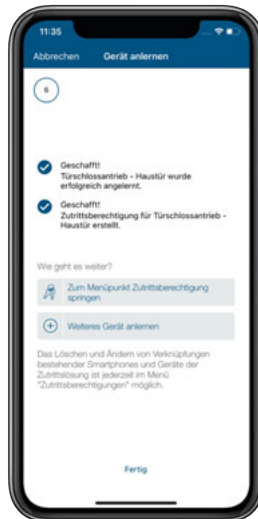 11:35
Abbrechen Gerät anlernen
6
Geschafft!
Türschlossantrieb - Haustür wurde
erfolgreich angelernt.
Geschafft!
Zutrittsberechtigung für Türschlossantrieb -
Haustür erstellt.
Wie geht es weiter?
Zum Menüpunkt Zutrittsberechtigung
springen
Weiteres Gerät anlernen
Das Löschen und Ändern von Verknüpfungen
bestehender Smartphones und Geräte der
Zutrittslösung ist jederzeit im Menü
"Zutrittsberechtigungen" möglich.
Fertig